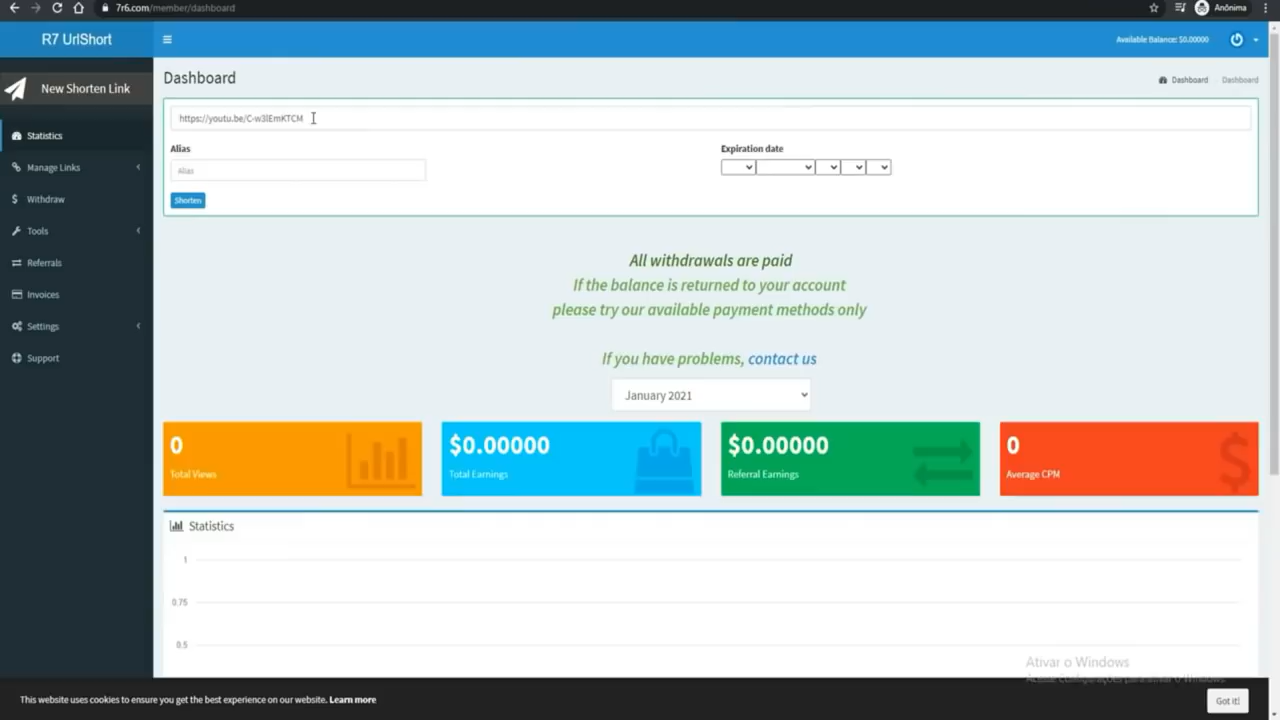 7r6.com/member/dashboard
Anônima
R7 UrlShort
Available Balance: $0.00000
New Shorten Link
Dashboard
Dashboard Dashboard
https://youtu.be/C-w3lEmKTCM
Statistics
Manage Links
Withdraw
Tools
Referrals
Invoices
Settings
Support
Alias
Expiration date
Alias
Shorten
All withdrawals are paid
If the balance is returned to your account
please try our available payment methods only
If you have problems, contact us
January 2021
0
Total Views
$0.00000
Total Earnings
$0.00000
Referral Earnings
0
Average CPM
Statistics
1
0.75
0.5
Ativar o Windows
Acesse Configurações para ativar o Windows.
This website uses cookies to ensure you get the best experience on our website. Learn more
Got it!